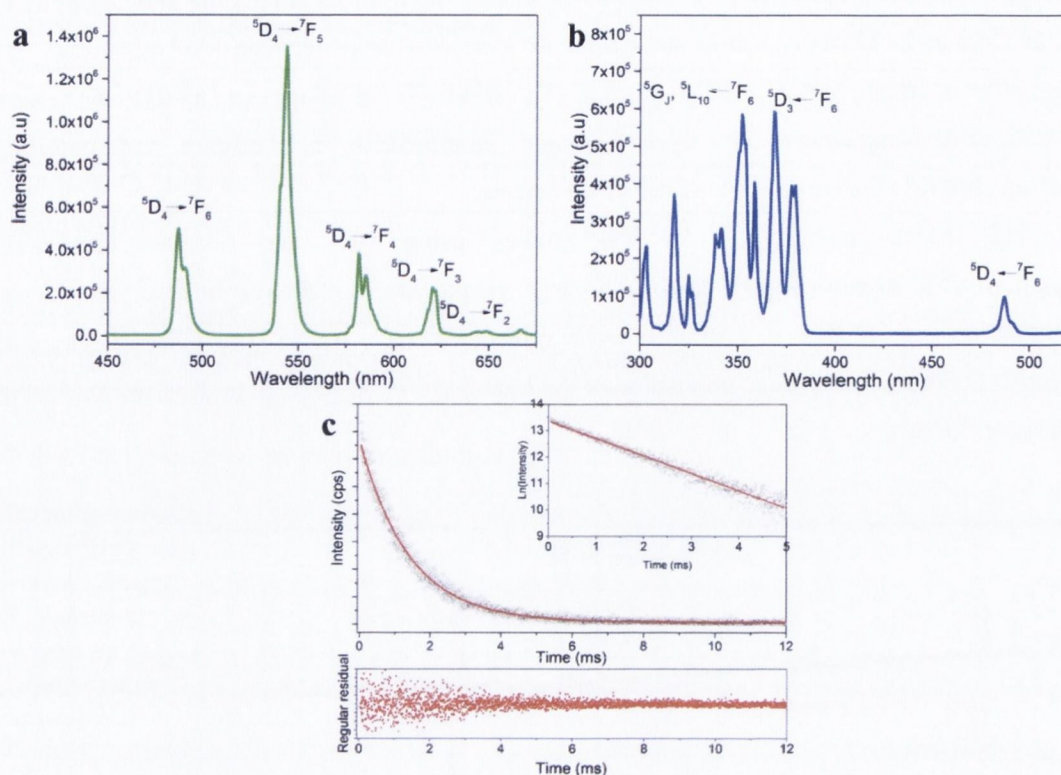 a
⁵D₄→⁷F₅
1.4x10⁶
1.2x10⁶
1.0x10⁶
8.0x10⁵
6.0x10⁵
4.0x10⁵
2.0x10⁵
0.0
Intensity (a.u)
⁵D₄→⁷F₆
⁵D₄→⁷F₄
⁵D₄→⁷F₃
⁵D₄→⁷F₂
450 500 550 600 650
Wavelength (nm)
b
8x10⁵
7x10⁵
6x10⁵
5x10⁵
4x10⁵
3x10⁵
2x10⁵
1x10⁵
0
Intensity (a.u)
⁵G_J, ⁵L₁₀←⁷F₆
⁵D₃←⁷F₆
⁵D₄←⁷F₆
300 350 400 450 500
Wavelength (nm)
c
Intensity (cps)
0 2 4 6 8 10 12
Time (ms)
14
13
12
11
10
9
Ln(Intensity)
0 1 2 3 4 5
Time (ms)
Regular residual
0 2 4 6 8 10 12
Time (ms)